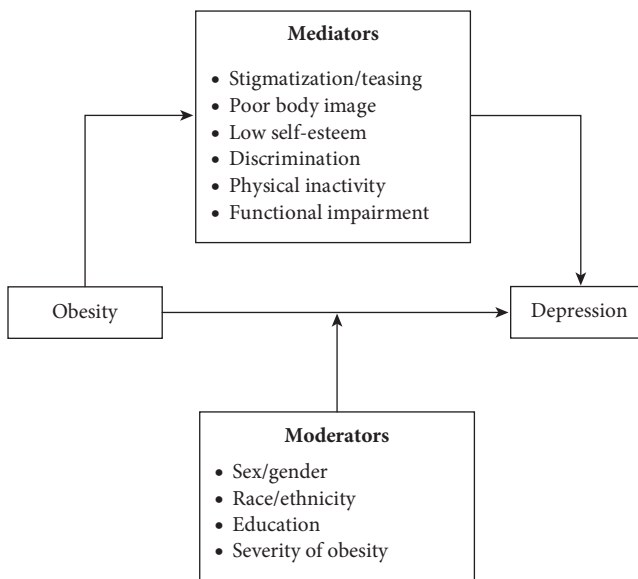 Mediators
• Stigmatization/teasing
• Poor body image
• Low self-esteem
• Discrimination
• Physical inactivity
• Functional impairment
Obesity
Depression
Moderators
• Sex/gender
• Race/ethnicity
• Education
• Severity of obesity